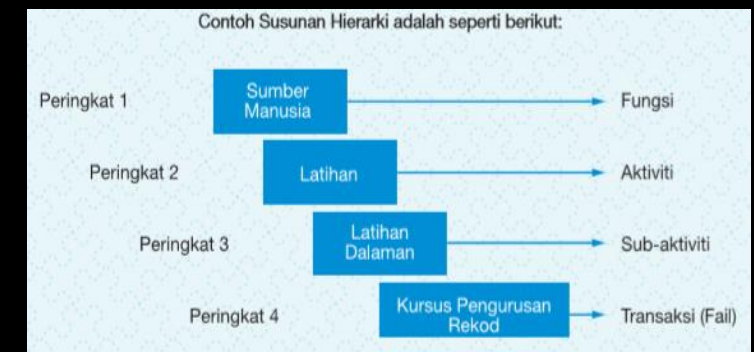 Contoh Susunan Hierarki adalah seperti berikut:
Peringkat 1
Sumber
Manusia
Fungsi
Peringkat 2
Latihan
Aktiviti
Peringkat 3
Latihan
Dalaman
Sub-aktiviti
Peringkat 4
Kursus Pengurusan
Rekod
Transaksi (Fail)